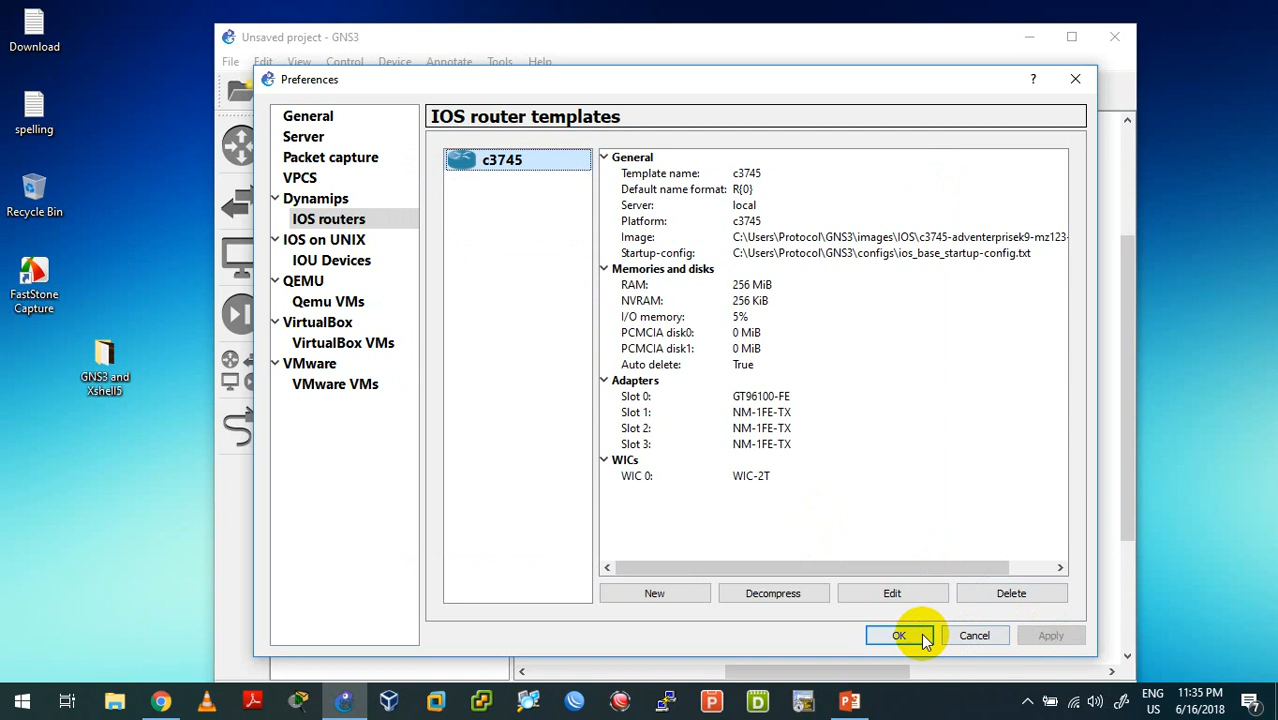 Download
spelling
Recycle Bin
FastStone
Capture
GNS3 and
Xshell5
Unsaved project - GNS3
File Edit View Control Device Annotate Tools Help
Preferences
?
General
Server
Packet capture
VPCS
Dynamips
IOS routers
IOS on UNIX
IOU Devices
QEMU
Qemu VMs
VirtualBox
VirtualBox VMs
VMware
VMware VMs
IOS router templates
c3745
General
Template name: c3745
Default name format: R{0}
Server: local
Platform: c3745
Image: C:\Users\Protocol\GNS3\images\IOS\c3745-adventerprisek9-mz123-
Startup-config: C:\Users\Protocol\GNS3\configs\ios_base_startup-config.txt
Memories and disks
RAM: 256 MiB
NVRAM: 256 KiB
I/O memory: 5%
PCMCIA disk0: 0 MiB
PCMCIA disk1: 0 MiB
Auto delete: True
Adapters
Slot 0: GT96100-FE
Slot 1: NM-1FE-TX
Slot 2: NM-1FE-TX
Slot 3: NM-1FE-TX
WICs
WIC 0: WIC-2T
New Decompress Edit Delete
OK Cancel Apply
ENG 11:35 PM
US 6/16/2018
7